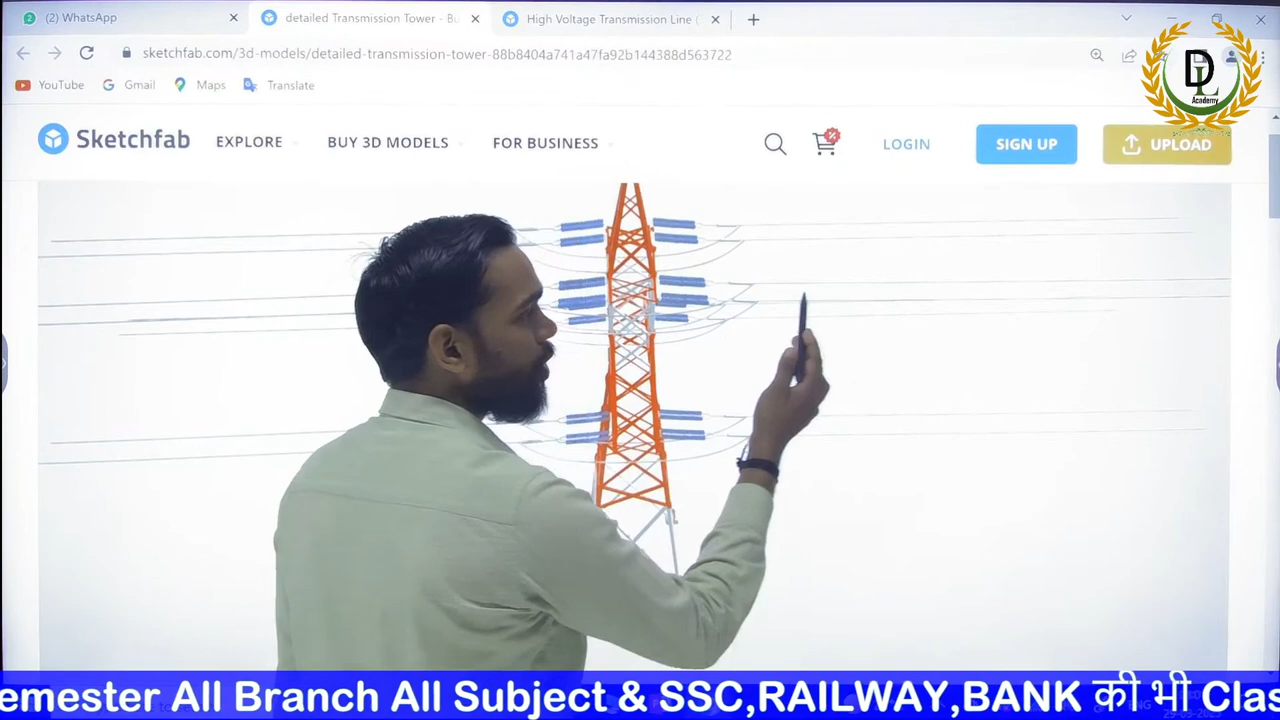 (2) WhatsApp
detailed Transmission Tower - Bu
High Voltage Transmission Line (
sketchfab.com/3d-models/detailed-transmission-tower-88b8404a741a47fa92b144388d563722
YouTube
Gmail
Maps
Translate
DL
Academy
Sketchfab
EXPLORE
BUY 3D MODELS
FOR BUSINESS
LOGIN
SIGN UP
UPLOAD
emester All Branch All Subject & SSC,RAILWAY,BANK की भी Clas